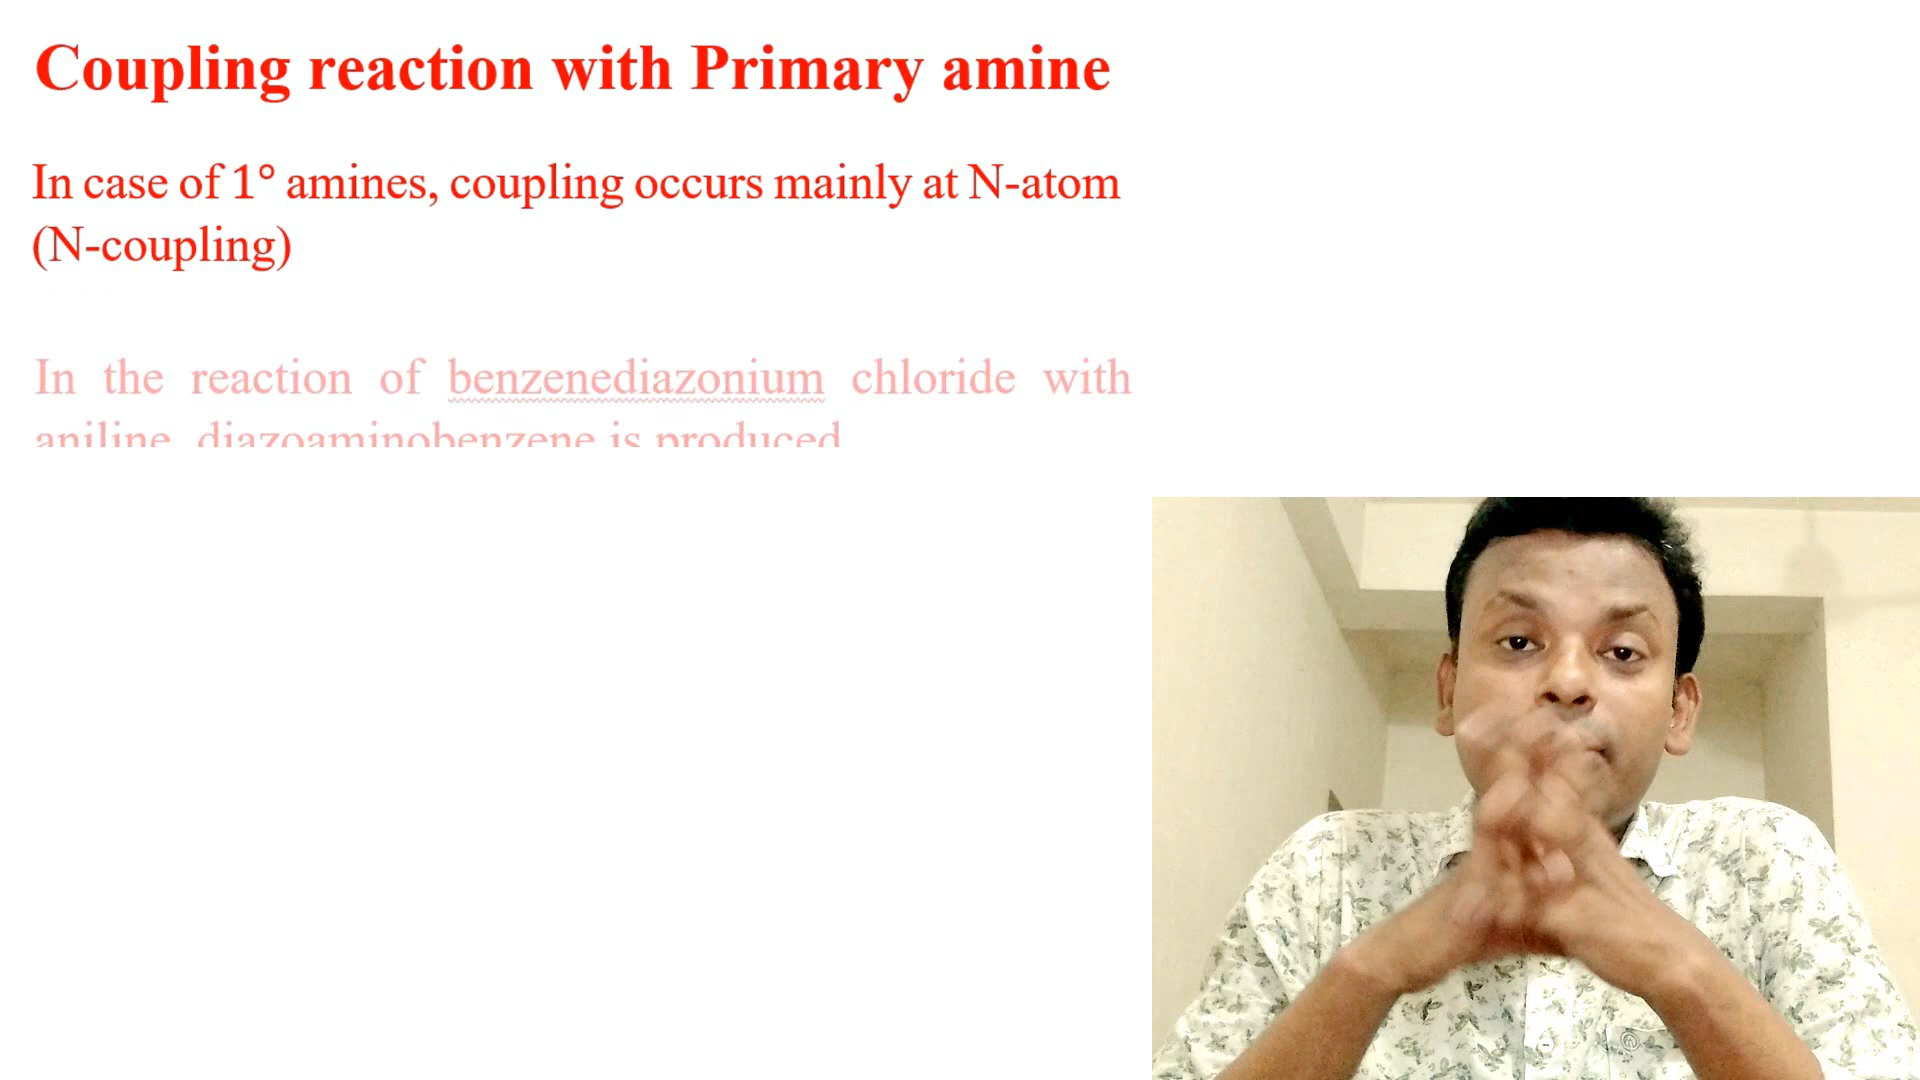 Coupling reaction with Primary amine
In case of 1° amines, coupling occurs mainly at N-atom
(N-coupling)
In the reaction of benzenediazonium chloride with
aniline, diazoaminobenzene is produced